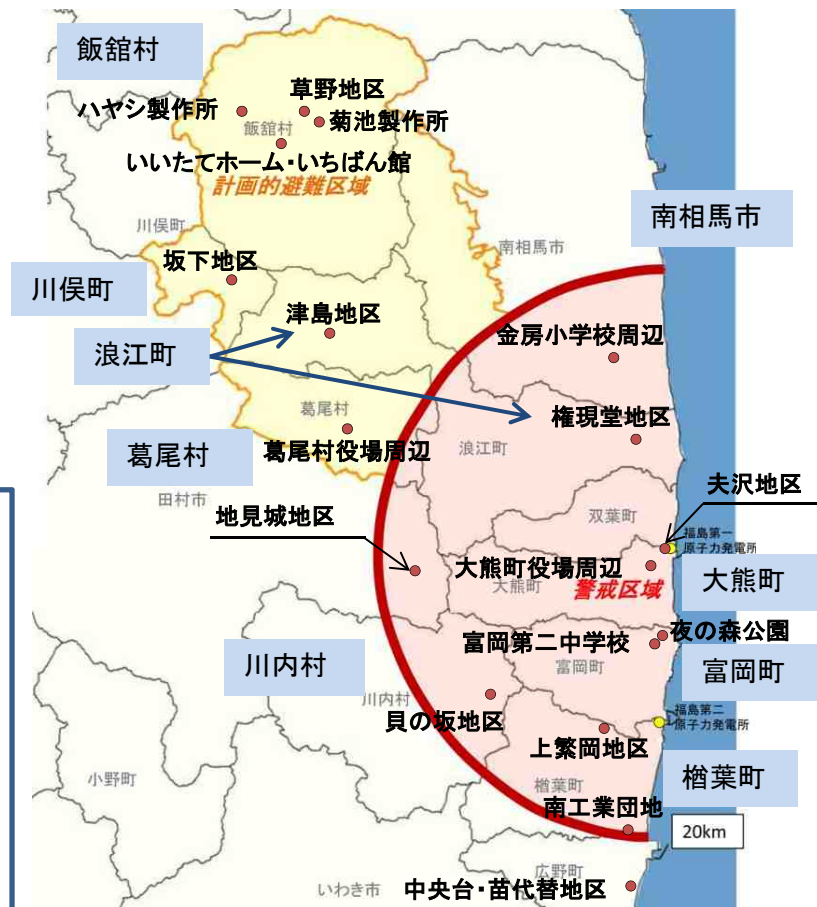 飯舘村
草野地区
ハヤシ製作所
菊池製作所
飯舘村
いいたてホーム・いちばん館
計画的避難区域
川俣町
南相馬市
南相馬市
坂下地区
川俣町
津島地区
金房小学校周辺
浪江町
葛尾村
権現堂地区
葛尾村役場周辺
浪江町
葛尾村
田村市
夫沢地区
地見城地区
双葉町
福島第一
原子力発電所
大熊町役場周辺
大熊町
警戒区域
大熊町
夜の森公園
富岡第二中学校
川内村
富岡町
富岡町
川内村
貝の坂地区
福島第二
原子力発電所
上繁岡地区
小野町
楢葉町
楢葉町
南工業団地
20km
広野町
いわき市
中央台・苗代替地区